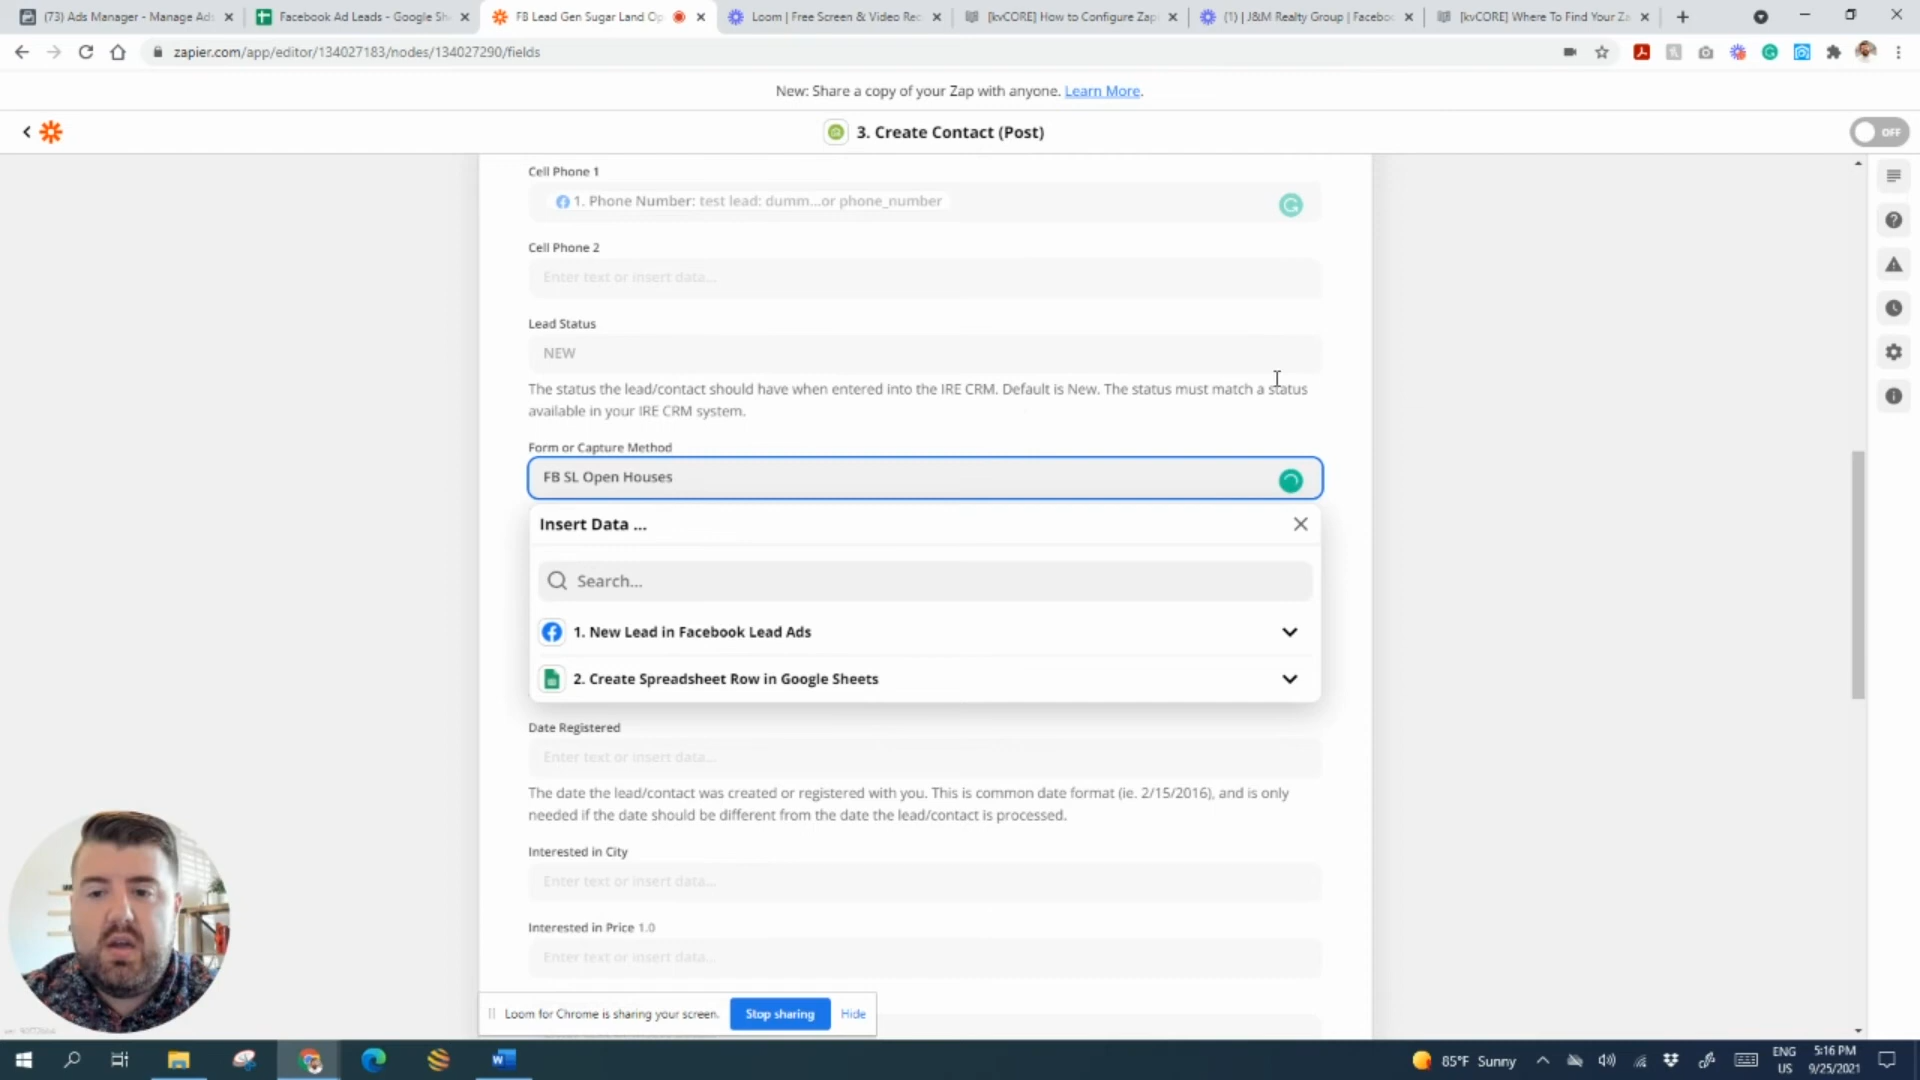 (73) Ads Manager - Manage Ads
Facebook Ad Leads - Google Sh
FB Lead Gen Sugar Land Op
Loom | Free Screen & Video Rec
[kvCORE] How to Configure Zap
(1) | J&M Realty Group | Facebo
[kvCORE] Where To Find Your Za
zapier.com/app/editor/134027183/nodes/134027290/fields
New: Share a copy of your Zap with anyone. Learn More.
3. Create Contact (Post)
OFF
Cell Phone 1
1. Phone Number: test lead: dumm...or phone_number
Cell Phone 2
Enter text or insert data...
Lead Status
NEW
The status the lead/contact should have when entered into the IRE CRM. Default is New. The status must match a status
available in your IRE CRM system.
Form or Capture Method
FB SL Open Houses
Insert Data ...
Search...
1. New Lead in Facebook Lead Ads
2. Create Spreadsheet Row in Google Sheets
Date Registered
Enter text or insert data...
The date the lead/contact was created or registered with you. This is common date format (ie. 2/15/2016), and is only
needed if the date should be different from the date the lead/contact is processed.
Interested in City
Enter text or insert data...
Interested in Price 1.0
Enter text or insert data...
Loom for Chrome is sharing your screen.
Stop sharing
Hide
85°F Sunny
ENG
US
5:16 PM
9/25/2021